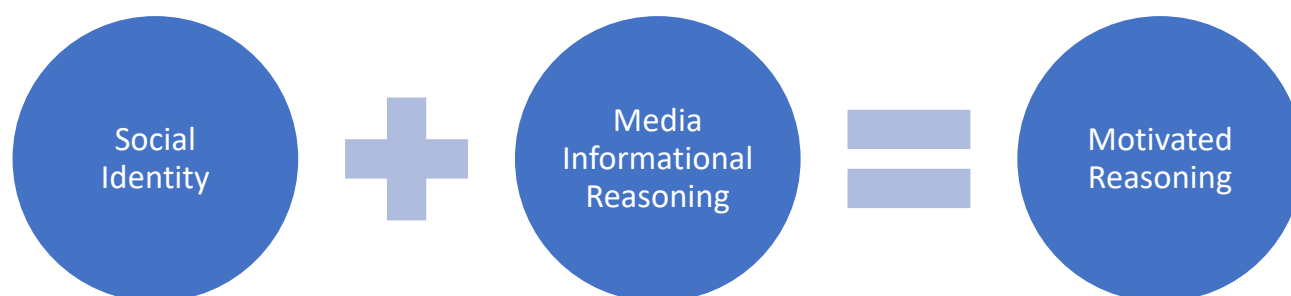 Social
Identity
Media
Informational
Reasoning
Motivated
Reasoning